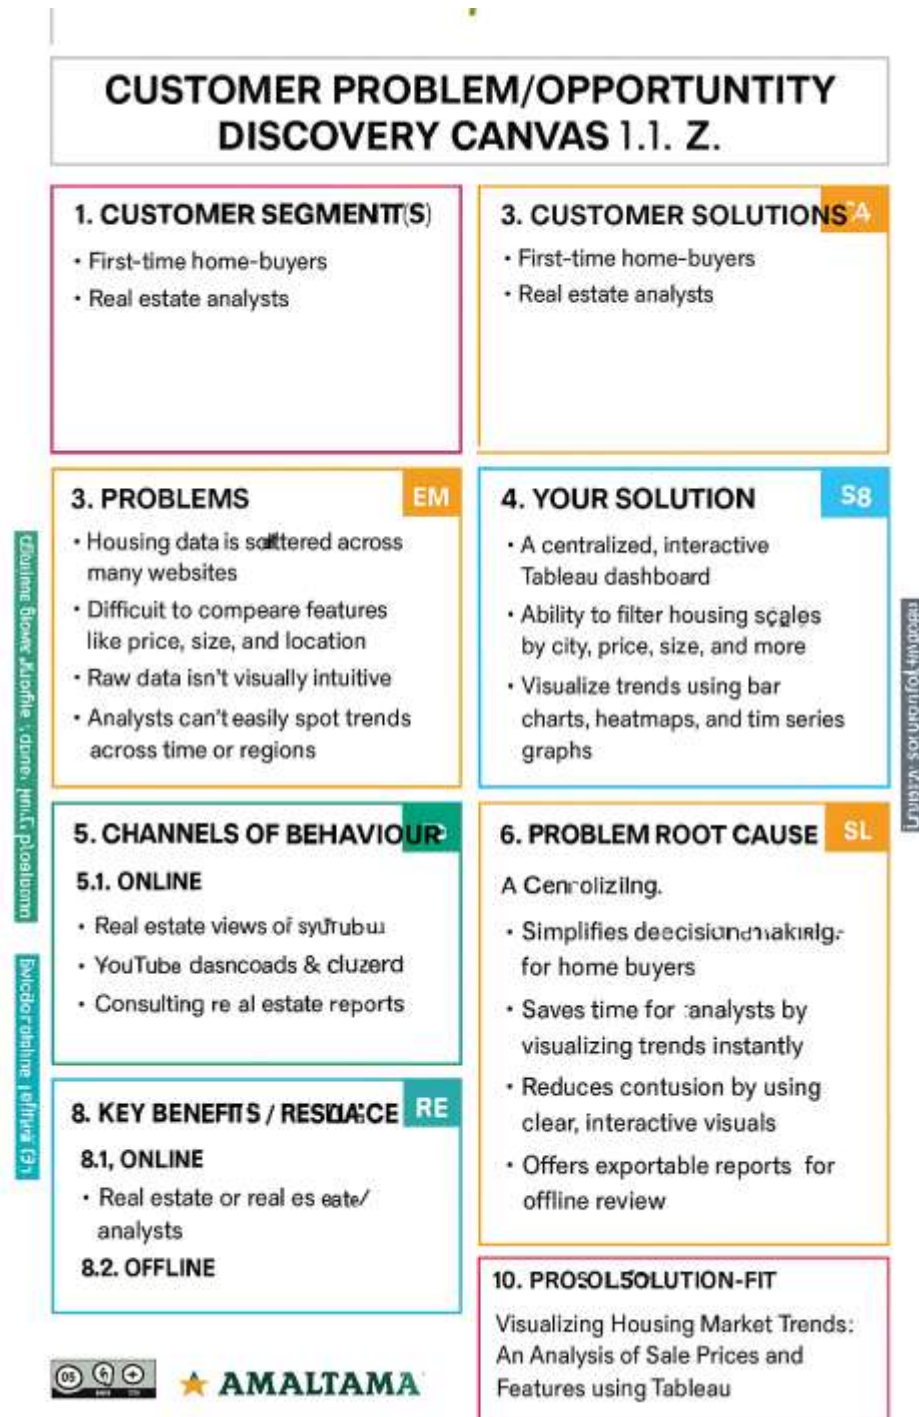 CUSTOMER PROBLEM/OPPORTUNTITY
DISCOVERY CANVAS 1.1. Z.
1. CUSTOMER SEGMENTT(S)
• First-time home-buyers
• Real estate analysts
3. CUSTOMER SOLUTIONS
• First-time home-buyers
• Real estate analysts
3. PROBLEMS
EM
• Housing data is scattered across
many websites
• Difficuit to compeare features
like price, size, and location
• Raw data isn't visually intuitive
• Analysts can't easily spot trends
across time or regions
4. YOUR SOLUTION
S8
• A centralized, interactive
Tableau dashboard
• Ability to filter housing scales
by city, price, size, and more
• Visualize trends using bar
charts, heatmaps, and tim series
graphs
5. CHANNELS OF BEHAVIOUR
5.1. ONLINE
• Real estate views of
• YouTube dasncoads & cluzerd
• Consulting re al estate reports
6. PROBLEM ROOT CAUSE
SL
A
• Simplifies
for home buyers
• Saves time for analysts by
visualizing trends instantly
• Reduces contusion by using
clear, interactive visuals
• Offers exportable reports for
offline review
8. KEY BENEFITS /
RE
8.1, ONLINE
• Real estate or real es eate/
analysts
8.2. OFFLINE
10.
Visualizing Housing Market Trends:
An Analysis of Sale Prices and
Features using Tableau
AMALTAMA